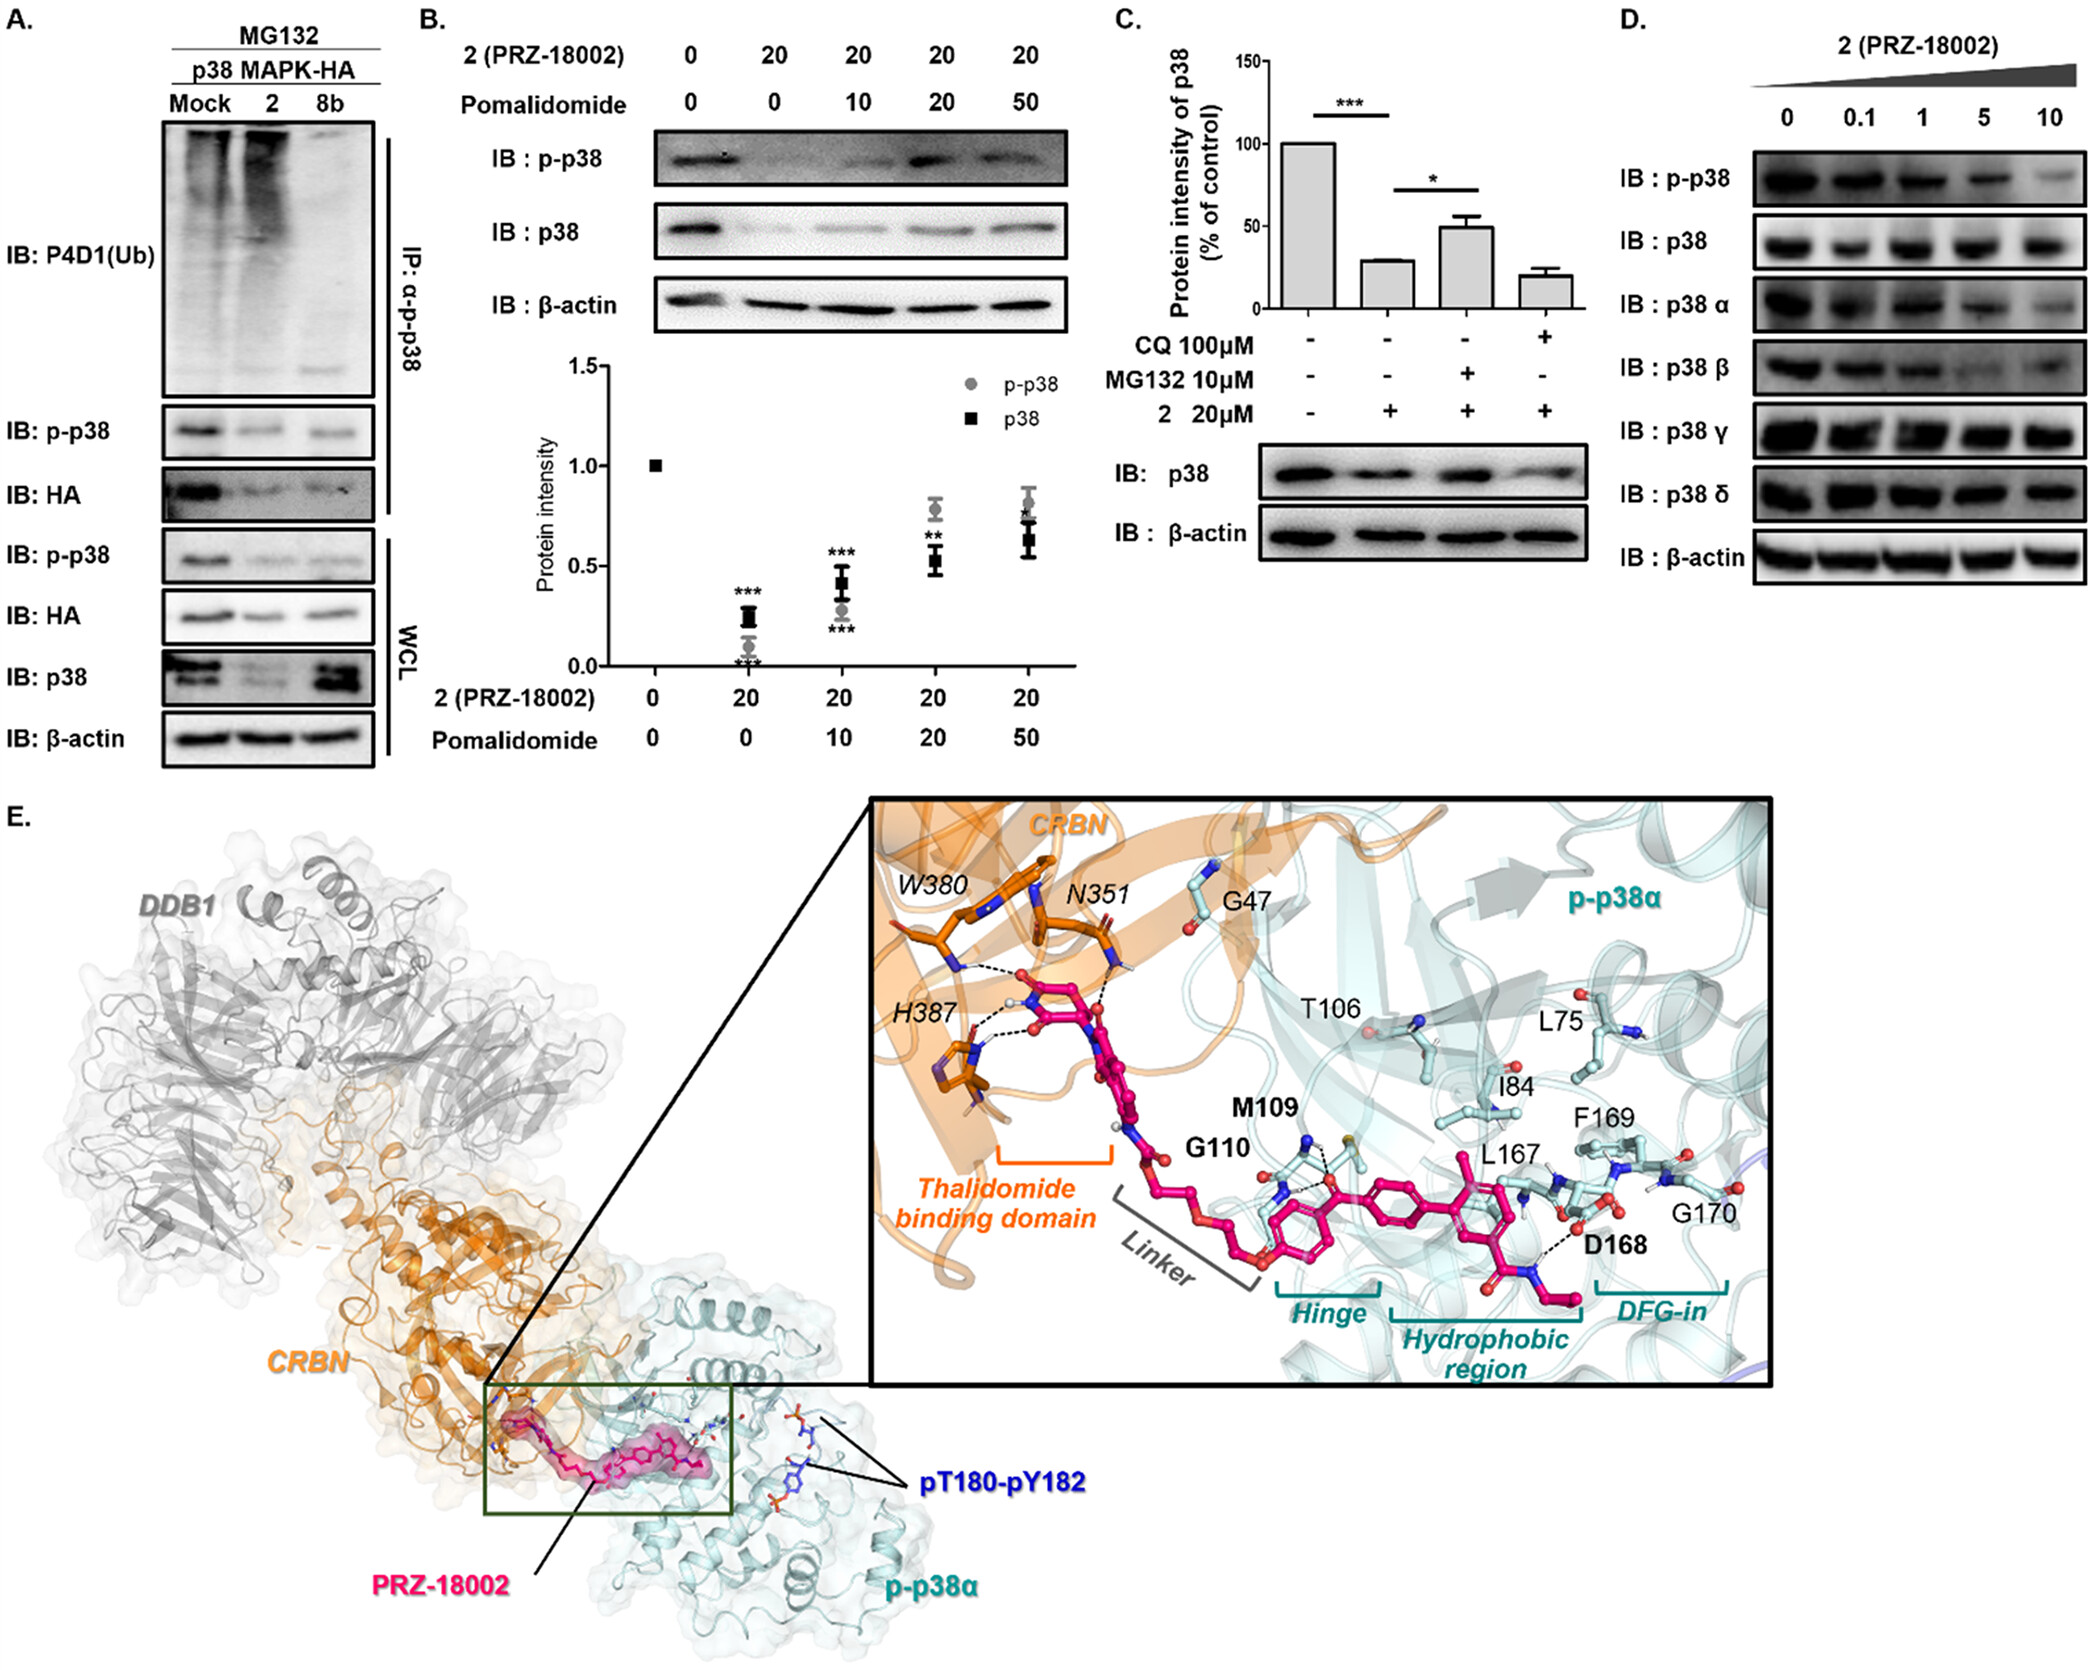 A.
MG132
p38 MAPK-HA
Mock 2 8b
IB: P4D1(Ub)
IB: p-p38
IB: HA
IP: α-p-p38
IB: p-p38
IB: HA
IB: p38
IB: β-actin
WCL
B.
2 (PRZ-18002) 0 20 20 20 20
Pomalidomide 0 0 10 20 50
IB : p-p38
IB : p38
IB : β-actin
1.5
1.0
0.5
0.0
Protein intensity
p-p38
p38
***
***
***
***
**
*
2 (PRZ-18002) 0 20 20 20 20
Pomalidomide 0 0 10 20 50
C.
Protein intensity of p38
(% of control)
150
100
50
0
***
*
CQ 100µM - - - +
MG132 10µM - - + -
2 20µM - + + +
IB: p38
IB : β-actin
D.
2 (PRZ-18002)
0 0.1 1 5 10
IB : p-p38
IB : p38
IB : p38 α
IB : p38 β
IB : p38 γ
IB : p38 δ
IB : β-actin
E.
DDB1
CRBN
PRZ-18002
pT180-pY182
p-p38α
CRBN
W380
N351
G47
p-p38α
H387
T106
L75
I84
M109
F169
G110
L167
G170
D168
Thalidomide
binding domain
Linker
Hinge
Hydrophobic
region
DFG-in